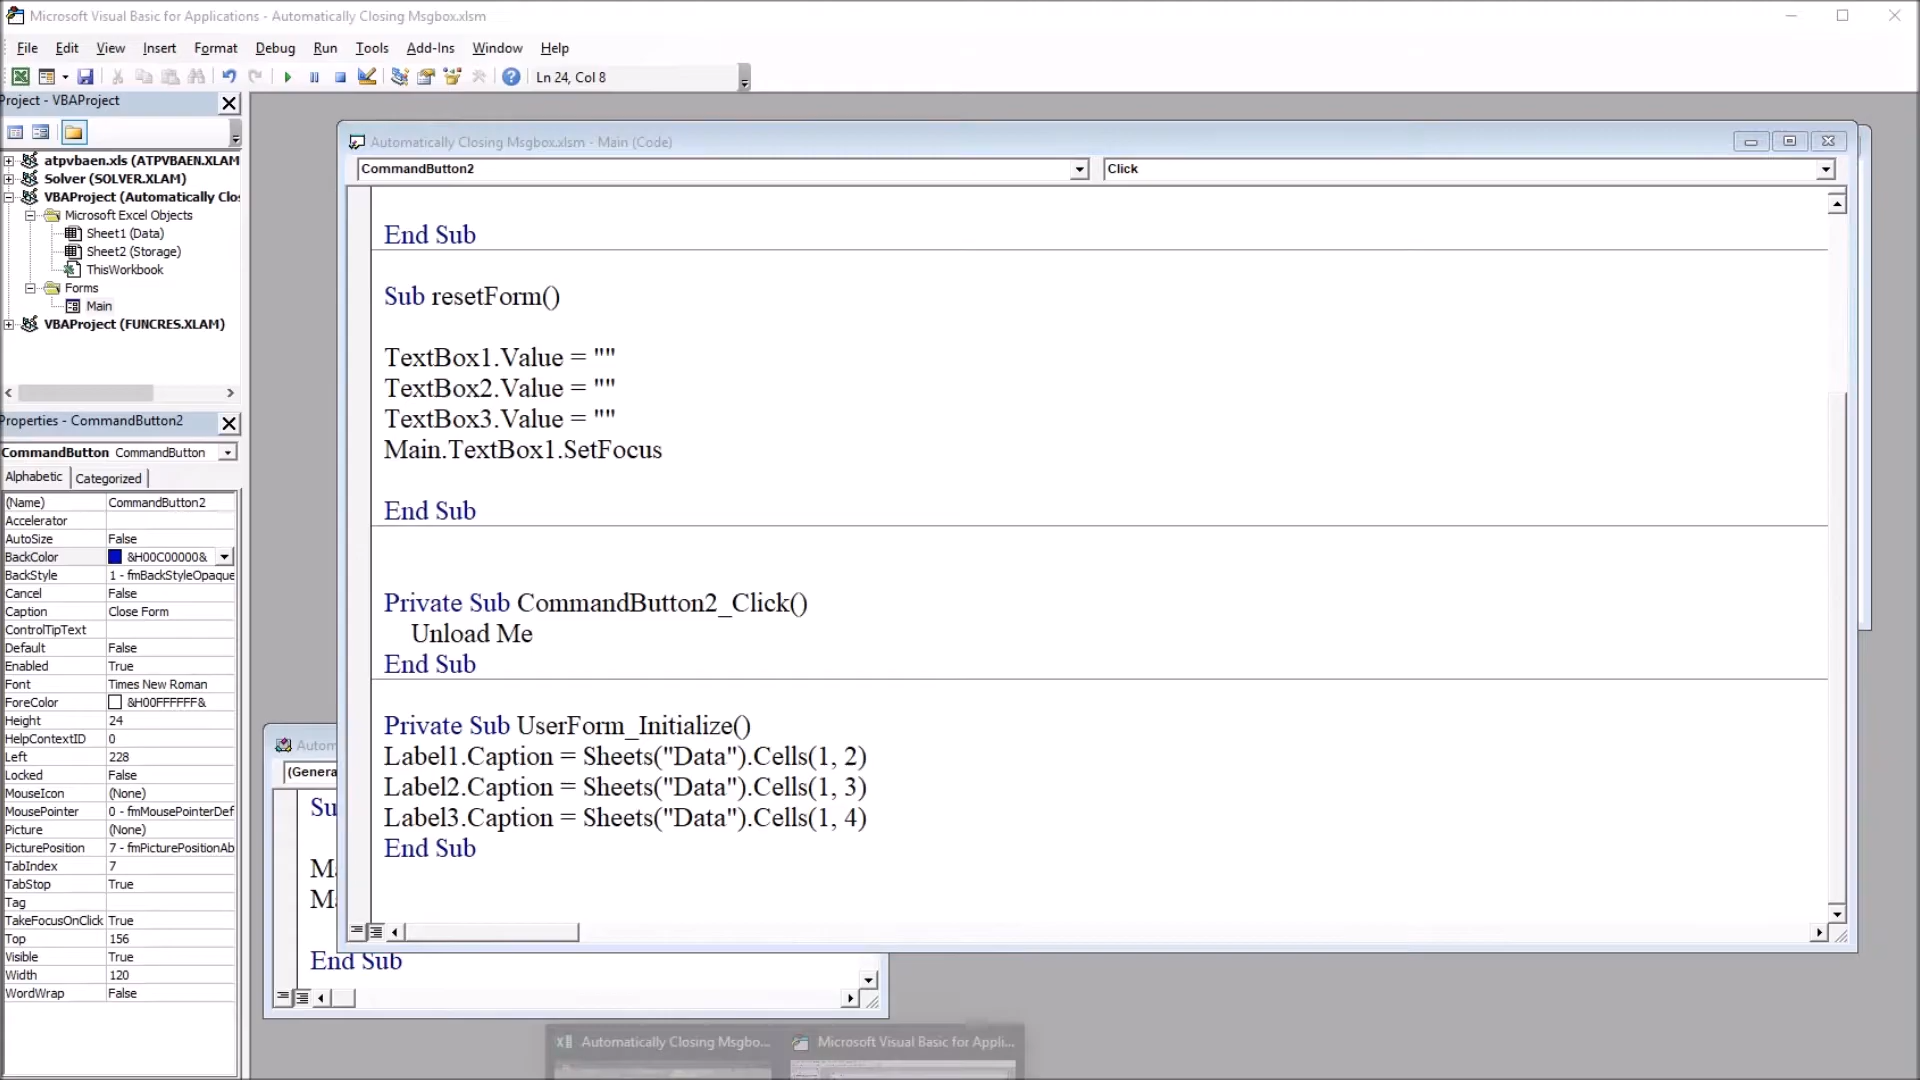 Microsoft Visual Basic for Applications - Automatically Closing Msgbox.xlsm
File Edit View Insert Format Debug Run Tools Add-Ins Window Help
Ln 24, Col 8
Project - VBAProject
atpvbaen.xls (ATPVBAEN.XLAM
Solver (SOLVER.XLAM)
VBAProject (Automatically Clo
Microsoft Excel Objects
Sheet1 (Data)
Sheet2 (Storage)
ThisWorkbook
Forms
Main
VBAProject (FUNCRES.XLAM)
Properties - CommandButton2
CommandButton2 CommandButton
Alphabetic Categorized
(Name) CommandButton2
Accelerator
AutoSize False
BackColor &H00C00000&
BackStyle 1 - fmBackStyleOpaque
Cancel False
Caption Close Form
ControlTipText
Default False
Enabled True
Font Times New Roman
ForeColor &H00FFFFFF&
Height 24
HelpContextID 0
Left 228
Locked False
MouseIcon (None)
MousePointer 0 - fmMousePointerDef
Picture (None)
PicturePosition 7 - fmPicturePositionAb
TabIndex 7
TabStop True
Tag
TakeFocusOnClick True
Top 156
Visible True
Width 120
WordWrap False
Automatically Closing Msgbox.xlsm - Main (Code)
CommandButton2 Click
End Sub
Sub resetForm()
TextBox1.Value = ""
TextBox2.Value = ""
TextBox3.Value = ""
Main.TextBox1.SetFocus
End Sub
Private Sub CommandButton2_Click()
Unload Me
End Sub
Private Sub UserForm_Initialize()
Label1.Caption = Sheets("Data").Cells(1, 2)
Label2.Caption = Sheets("Data").Cells(1, 3)
Label3.Caption = Sheets("Data").Cells(1, 4)
End Sub
Autom
(Genera
Su
Ma
Ma
End Sub
Automatically Closing Msgbo...
Microsoft Visual Basic for Appli...